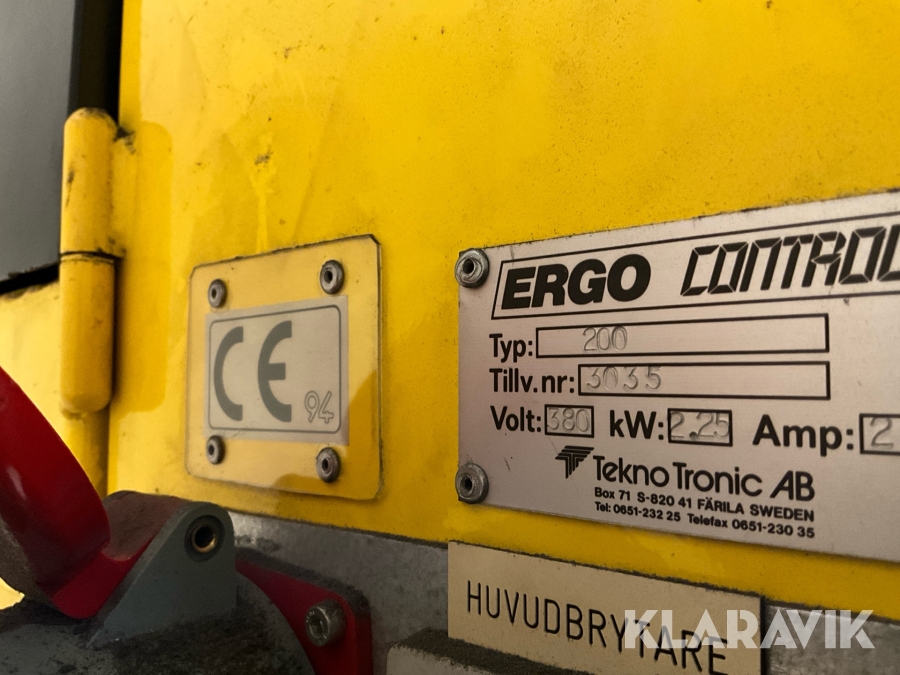 CE 94
ERGO CONTROL
Typ: 200
Tillv.nr: 3035
Volt: 380 kW: 2.25 Amp: 2
Tekno Tronic AB
Box 71 S-820 41 FÄRILA SWEDEN
Tel: 0651-232 25 Telefax 0651-230 35
HUVUDBRYTARE
KLARAVIK